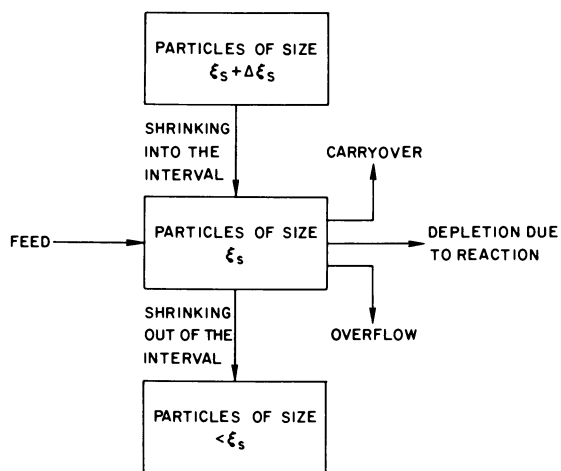 PARTICLES OF SIZE
ξs + Δξs
SHRINKING
INTO THE
INTERVAL
CARRYOVER
FEED
PARTICLES OF SIZE
ξs
DEPLETION DUE
TO REACTION
SHRINKING
OUT OF THE
INTERVAL
OVERFLOW
PARTICLES OF SIZE
<ξs